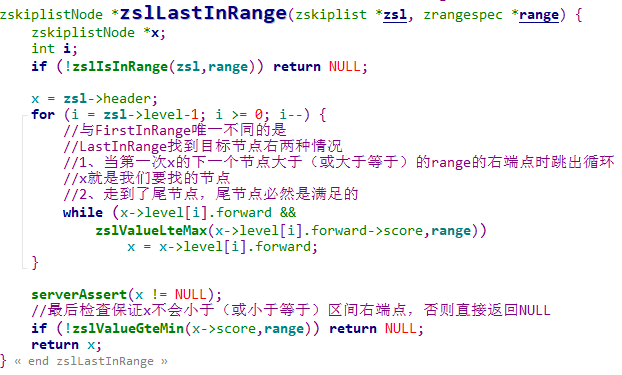 zskiplistNode *zslLastInRange(zskiplist *zsl, zrangespec *range) {
zskiplistNode *x;
int i;
if (!zslIsInRange(zsl,range)) return NULL;
x = zsl->header;
for (i = zsl->level-1; i >= 0; i--) {
//与FirstInRange唯一不同的是
//LastInRange找到目标节点右两种情况
//1、当第一次x的下一个节点大于（或大于等于）的range的右端点时跳出循环
//x就是我们要找的节点
//2、走到了尾节点，尾节点必然是满足的
while (x->level[i].forward &&
zslValueLteMax(x->level[i].forward->score,range))
x = x->level[i].forward;
}
serverAssert(x != NULL);
//最后检查保证x不会小于（或小于等于）区间右端点，否则直接返回NULL
if (!zslValueGteMin(x->score,range)) return NULL;
return x;
} « end zslLastInRange »